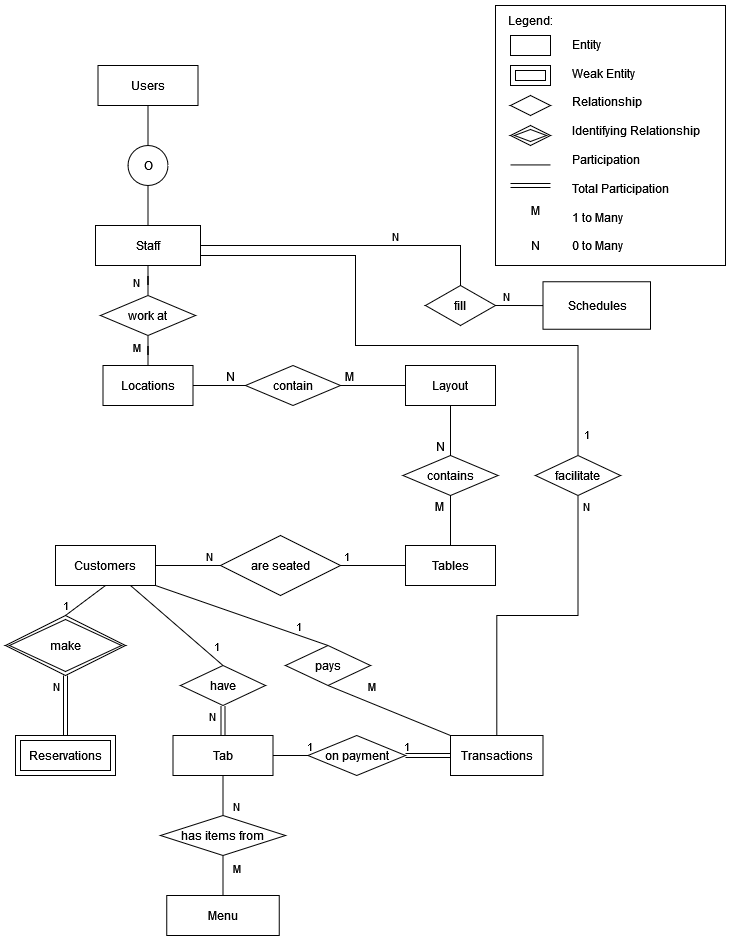 Legend:
Entity
Weak Entity
Relationship
Identifying Relationship
Participation
Total Participation
M
1 to Many
N
0 to Many
Users
O
Staff
N
N
fill
N
Schedules
work at
M
Locations
N
contain
M
Layout
1
N
contains
facilitate
M
N
Customers
N
are seated
1
Tables
1
make
N
Reservations
1
have
N
1
pays
M
Tab
1
on payment
1
Transactions
N
has items from
M
Menu